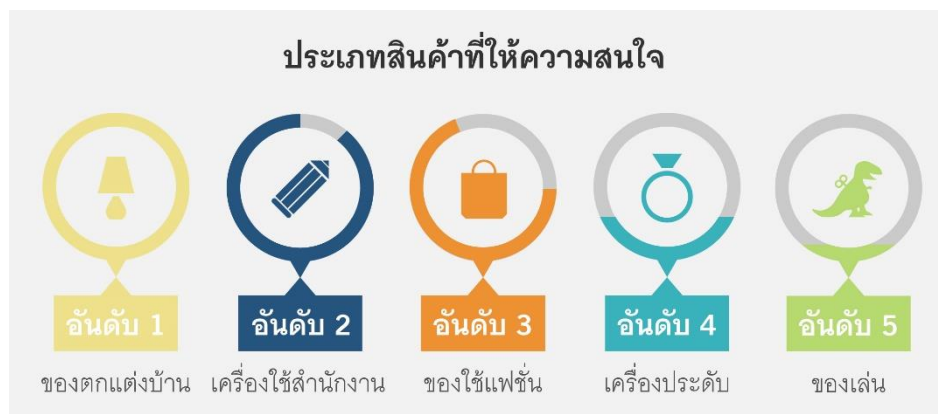 ประเภทสินค้าที่ให้ความสนใจ
อันดับ 1
อันดับ 2
อันดับ 3
อันดับ 4
อันดับ 5
ของตกแต่งบ้าน
เครื่องใช้สำนักงาน
ของใช้แฟชั่น
เครื่องประดับ
ของเล่น